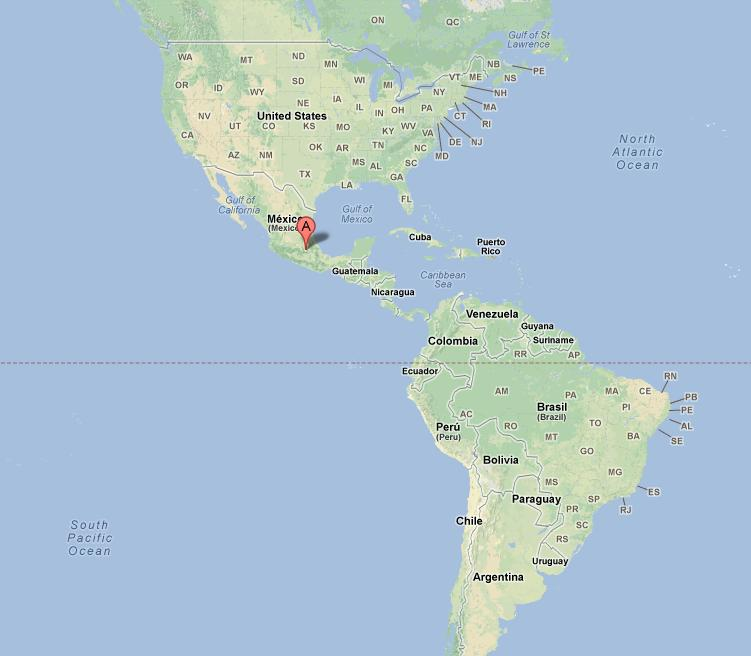 ON
QC
Gulf of St
Lawrence
WA
MT
ND
MN
NB
PE
VT
ME
NS
OR
ID
SD
WI
MI
NY
NH
WY
NE
IA
IL
IN
OH
PA
MA
NV
UT
CO
United States
KS
MO
KY
WV
VA
CT
RI
CA
DE
NJ
MD
AZ
NM
OK
AR
TN
NC
MS
AL
SC
GA
TX
LA
FL
North
Atlantic
Ocean
Gulf of
California
Gulf of
Mexico
A
Cuba
Puerto
Rico
Guatemala
Caribbean
Sea
Nicaragua
Venezuela
Guyana
Suriname
Colombia
RR
AP
Ecuador
AM
PA
MA
CE
RN
PB
PE
AL
SE
PI
TO
BA
Brasil
(Brazil)
AC
RO
MT
GO
Perú
(Peru)
Bolivia
MG
ES
RJ
MS
SP
Paraguay
PR
SC
RS
Chile
Uruguay
Argentina
South
Pacific
Ocean